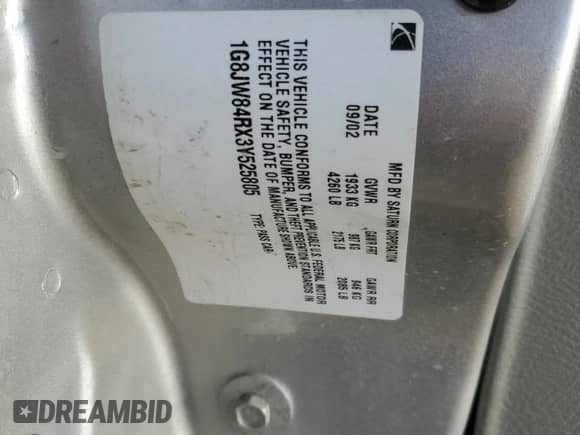 MFD BY SATURN CORPORATION
DATE GVWR GAWR FRT GAWR RR
09/02 1933 KG 987 KG 946 KG
4260 LB 2175 LB 2085 LB
THIS VEHICLE CONFORMS TO ALL APPLICABLE U.S. FEDERAL MOTOR
VEHICLE SAFETY, BUMPER, AND THEFT PREVENTION STANDARDS IN
EFFECT ON THE DATE OF MANUFACTURE SHOWN ABOVE.
1G8JW84RX3Y525805 TYPE: PASS CAR
DREAMBID